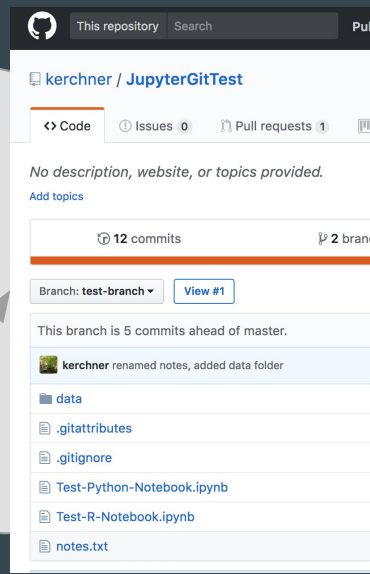 This repository Search Pul
kerchner / JupyterGitTest
Code Issues 0 Pull requests 1
No description, website, or topics provided.
Add topics
12 commits 2 branc
Branch: test-branch View #1
This branch is 5 commits ahead of master.
kerchner renamed notes, added data folder
data
.gitattributes
.gitignore
Test-Python-Notebook.ipynb
Test-R-Notebook.ipynb
notes.txt